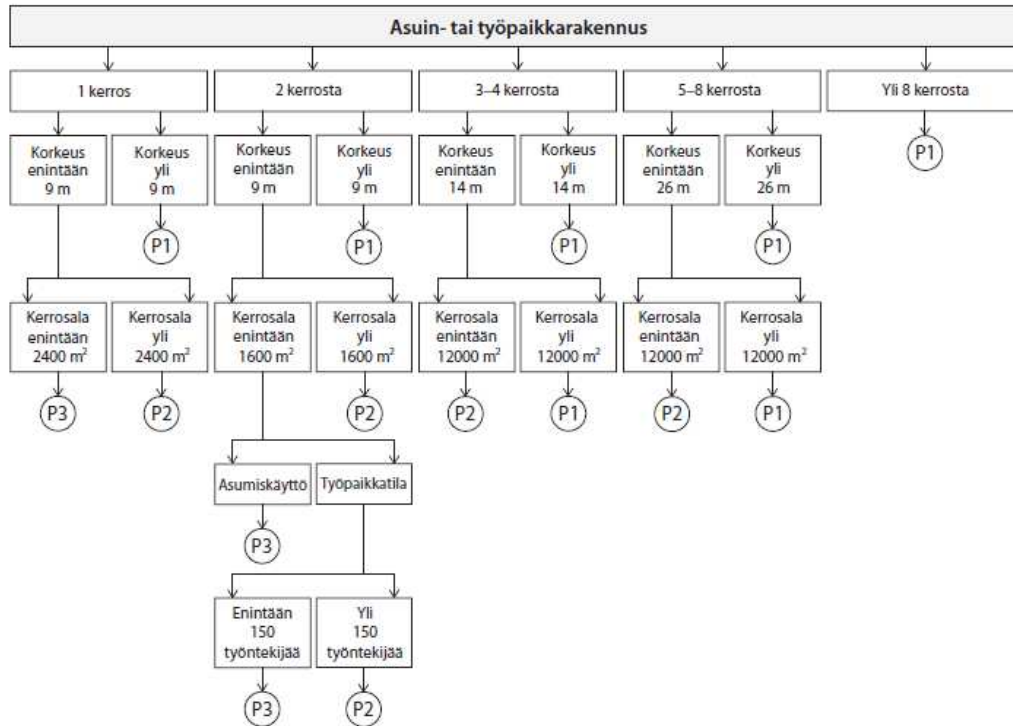 Asuin- tai työpaikkarakennus
1 kerros
2 kerrosta
3–4 kerrosta
5–8 kerrosta
Yli 8 kerrosta
Korkeus
enintään
9 m
Korkeus
yli
9 m
Korkeus
enintään
9 m
Korkeus
yli
9 m
Korkeus
enintään
14 m
Korkeus
yli
14 m
Korkeus
enintään
26 m
Korkeus
yli
26 m
P1
P1
P1
P1
P1
Kerrosala
enintään
2400 m²
Kerrosala
yli
2400 m²
Kerrosala
enintään
1600 m²
Kerrosala
yli
1600 m²
Kerrosala
enintään
12000 m²
Kerrosala
yli
12000 m²
Kerrosala
enintään
12000 m²
Kerrosala
yli
12000 m²
P3
P2
P2
P2
P1
P2
P1
Asumiskäyttö
Työpaikkatila
P3
Enintään
150
työntekijää
Yli
150
työntekijää
P3
P2